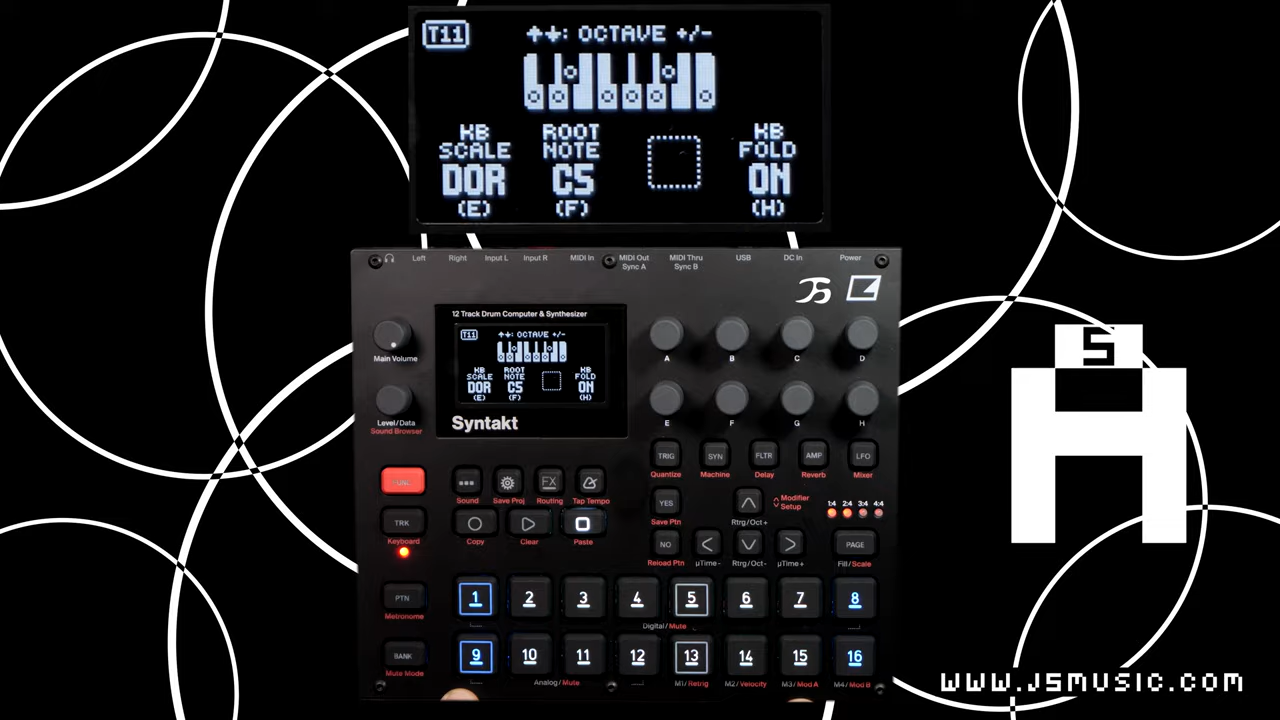 T11
↑↓: OCTAVE +/-
KB SCALE
DOR
(E)
ROOT NOTE
C5
(F)
KB FOLD
ON
(H)
Left Right Input L Input R MIDI In MIDI Out Sync A MIDI Thru Sync B USB DC In Power
JS
12 Track Drum Computer & Synthesizer
T11
↑↓: OCTAVE +/-
KB SCALE
DOR
(E)
ROOT NOTE
C5
(F)
KB FOLD
ON
(H)
Syntakt
Main Volume
Level/Data
Sound Browser
A B C D
E F G H
TRIG SYN FLTR AMP LFO
Quantize Machine Delay Reverb Mixer
FUNC
FX
Sound Save Proj Routing Tap Tempo
TRK
Keyboard
Copy Clear Paste
YES
Save Ptn
Rtrg/Oct+
Modifier Setup
1:4 2:4 3:4 4:4
NO
Reload Ptn
µTime- Rtrg/Oct- µTime+
PAGE
Fill/Scale
PTN
Metronome
1 2 3 4 5 6 7 8
Digital/Mute
BANK
Mute Mode
9 10 11 12 13 14 15 16
Analog/Mute
M1/Retrig M2/Velocity M3/Mod A M4/Mod B
5
H
www.J5MUSIC.COM